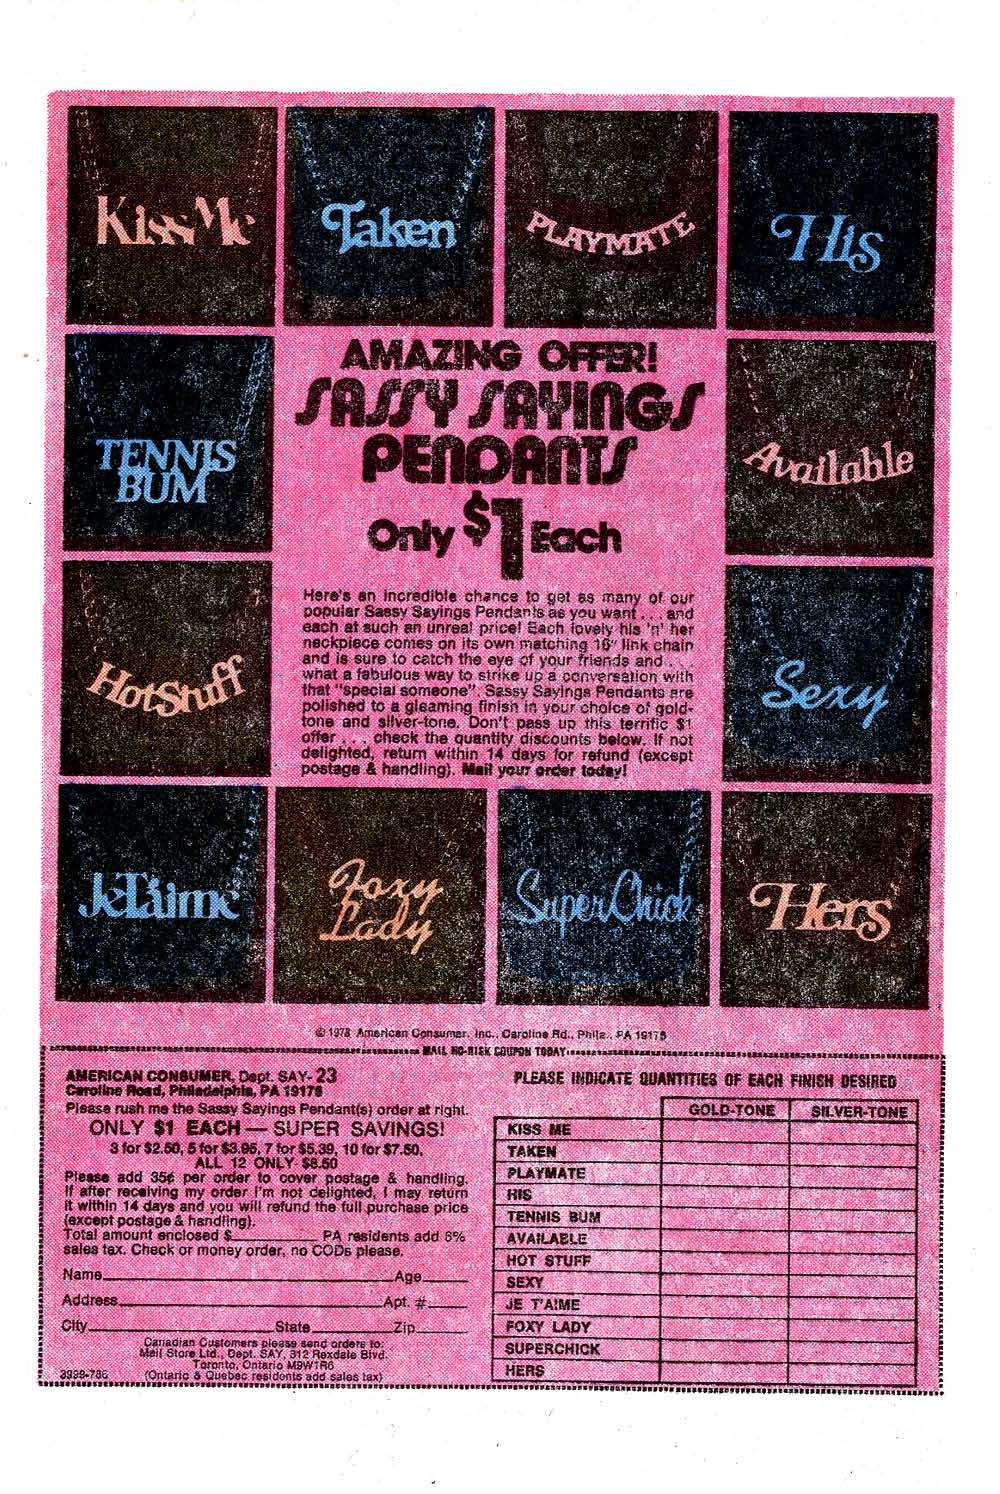 Kiss Me
Taken
PLAYMATE
His
TENNIS
BUM
AMAZING OFFER!
SASSY SAYINGS
PENDANTS
Only $1 Each
Available
HotStuff
Here's an incredible chance to get as many of our
popular Sassy Sayings Pendants as you want . . . and
each at such an unreal price! Each lovely his 'n' her
neckpiece comes on its own matching 16" link chain
and is sure to catch the eye of your friends and . . .
what a fabulous way to strike up a conversation with
that "special someone". Sassy Sayings Pendants are
polished to a gleaming finish in your choice of gold-
tone and silver-tone. Don't pass up this terrific $1
offer . . . check the quantity discounts below. If not
delighted, return within 14 days for refund (except
postage & handling). Mail your order today!
Sexy
JeT'aime
Foxy
Lady
SuperChick
Hers
© 1978 American Consumer, Inc., Caroline Rd., Phila., PA 19176
MAIL NO-RISK COUPON TODAY
AMERICAN CONSUMER, Dept. SAY-23
Caroline Road, Philadelphia, PA 19176
Please rush me the Sassy Sayings Pendant(s) order at right.
ONLY $1 EACH — SUPER SAVINGS!
3 for $2.50, 5 for $3.95, 7 for $5.39, 10 for $7.50,
ALL 12 ONLY $8.50
Please add 35¢ per order to cover postage & handling.
If after receiving my order I'm not delighted, I may return
it within 14 days and you will refund the full purchase price
(except postage & handling).
Total amount enclosed $ PA residents add 6%
sales tax. Check or money order, no CODs please.
Name Age
Address Apt. #
City State Zip
Canadian Customers please send orders to:
Mail Store Ltd., Dept. SAY, 312 Rexdale Blvd.
Toronto, Ontario M9W1R6
3939-786 (Ontario & Quebec residents add sales tax)
PLEASE INDICATE QUANTITIES OF EACH FINISH DESIRED
GOLD-TONE SILVER-TONE
KISS ME
TAKEN
PLAYMATE
HIS
TENNIS BUM
AVAILABLE
HOT STUFF
SEXY
JE T'AIME
FOXY LADY
SUPERCHICK
HERS